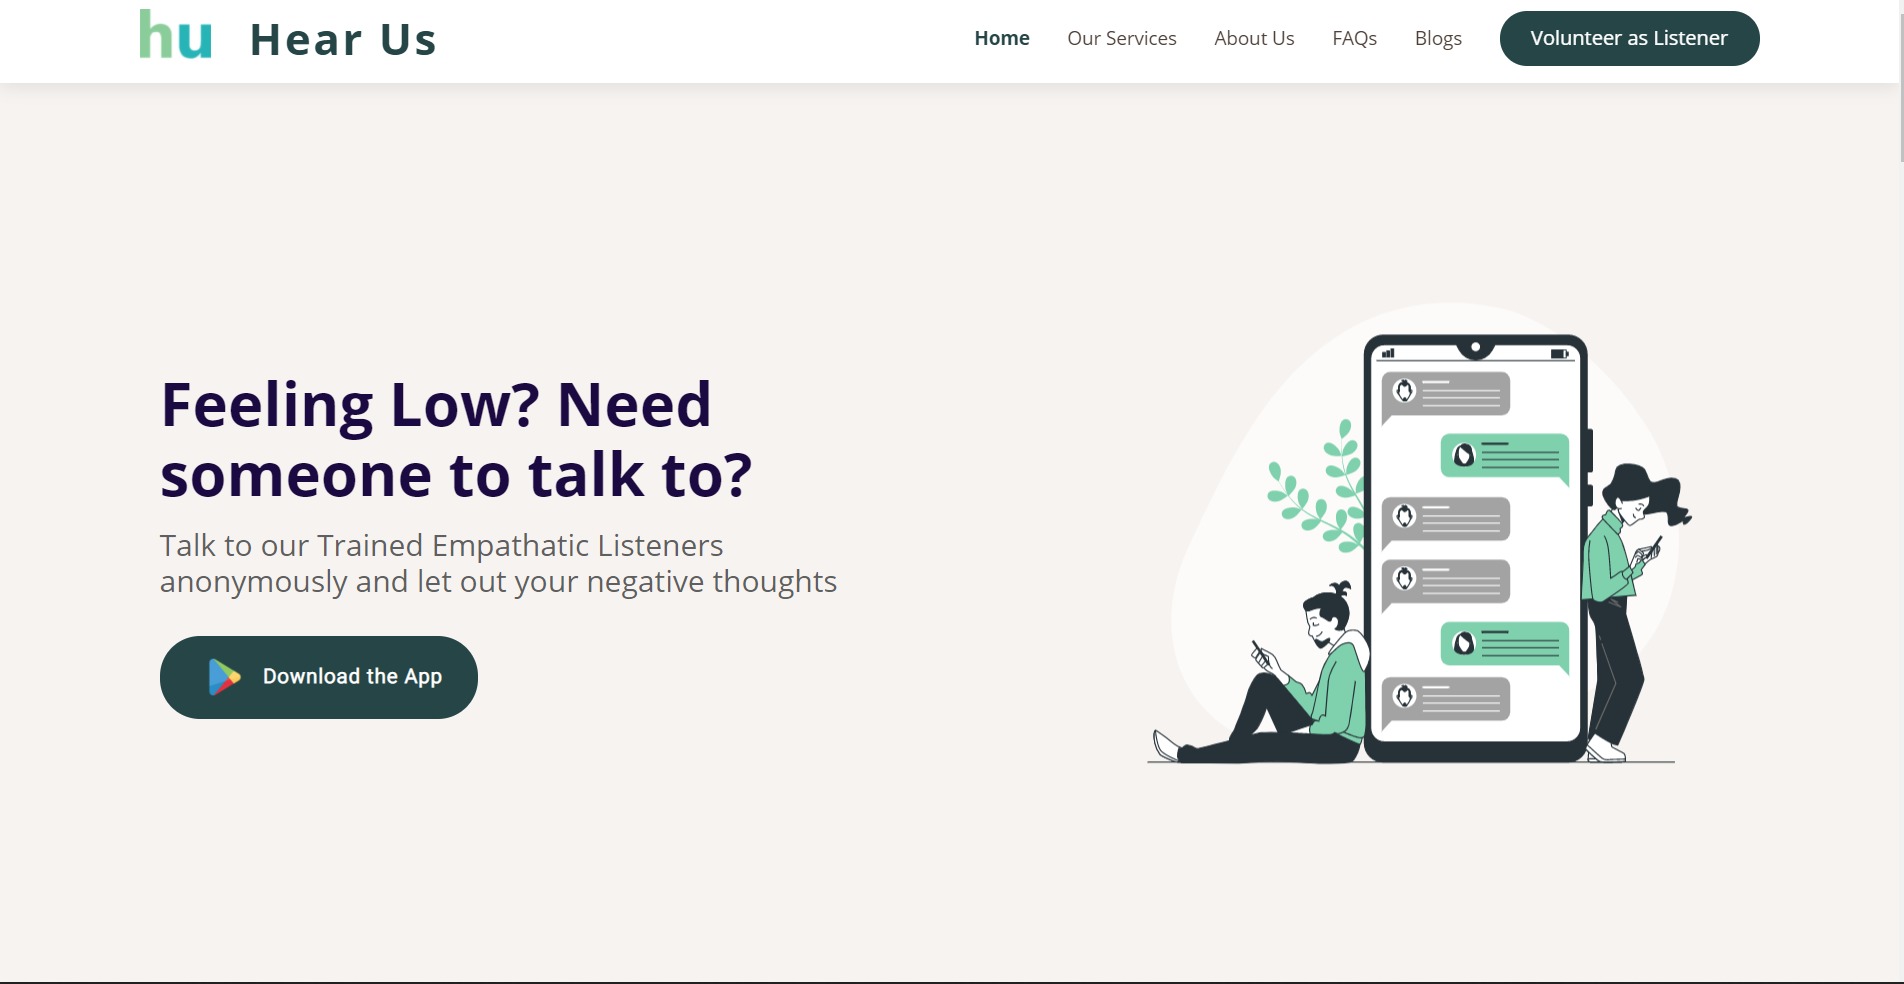 hu Hear Us
Home Our Services About Us FAQs Blogs Volunteer as Listener
Feeling Low? Need
someone to talk to?
Talk to our Trained Empathatic Listeners
anonymously and let out your negative thoughts
Download the App